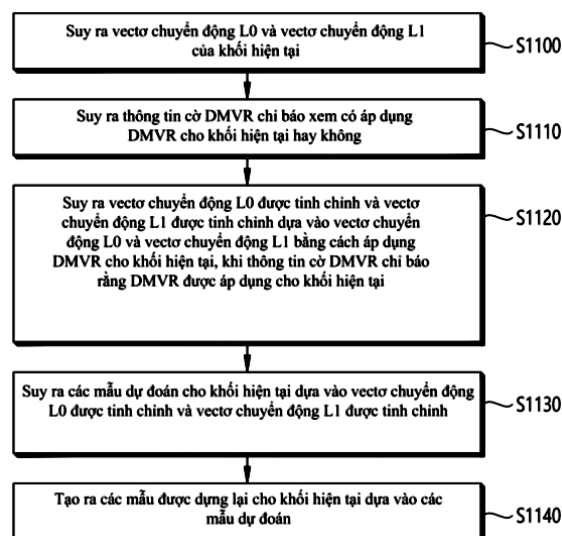 Suy ra vectơ chuyển động L0 và vectơ chuyển động L1
của khối hiện tại
S1100
Suy ra thông tin cờ DMVR chỉ báo xem có áp dụng
DMVR cho khối hiện tại hay không
S1110
Suy ra vectơ chuyển động L0 được tinh chỉnh và vectơ
chuyển động L1 được tinh chỉnh dựa vào vectơ chuyển
động L0 và vectơ chuyển động L1 bằng cách áp dụng
DMVR cho khối hiện tại, khi thông tin cờ DMVR chỉ báo
rằng DMVR được áp dụng cho khối hiện tại
S1120
Suy ra các mẫu dự đoán cho khối hiện tại dựa vào vectơ chuyển động
L0 được tinh chỉnh và vectơ chuyển động L1 được tinh chỉnh
S1130
Tạo ra các mẫu được dựng lại cho khối hiện tại dựa vào các
mẫu dự đoán
S1140